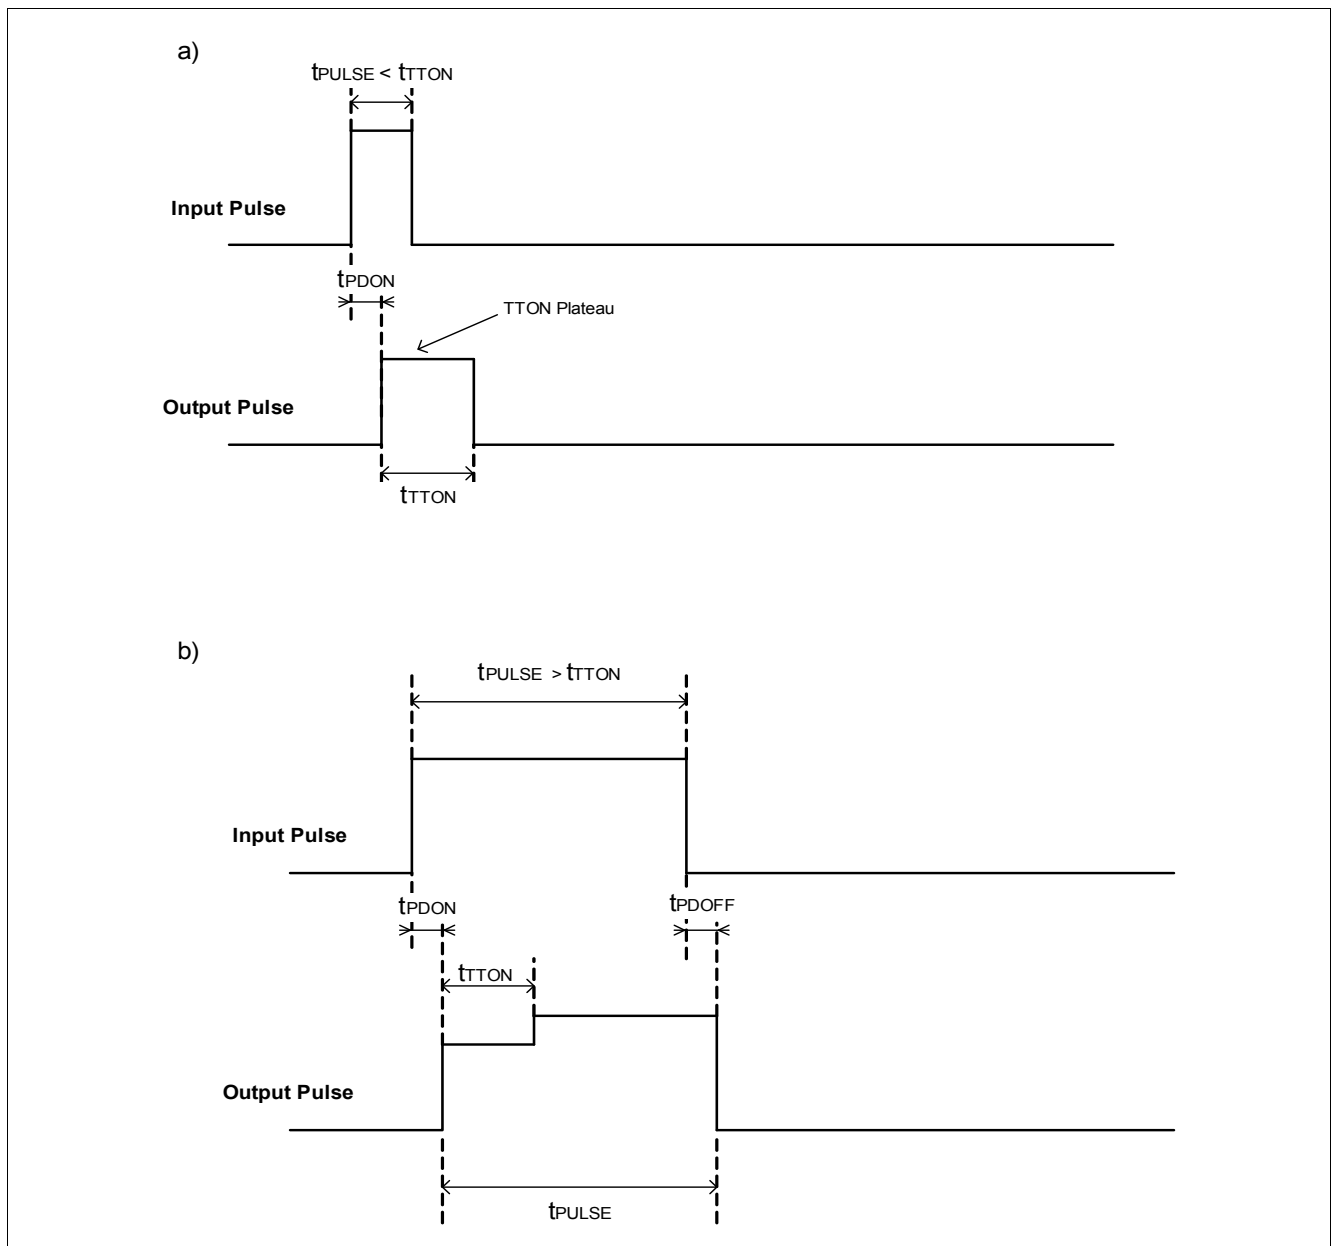 a)
tPULSE < tTTON
Input Pulse
tPDON
TTON Plateau
Output Pulse
tTTON
b)
tPULSE > tTTON
Input Pulse
tPDON
tPDOFF
tTTON
Output Pulse
tPULSE